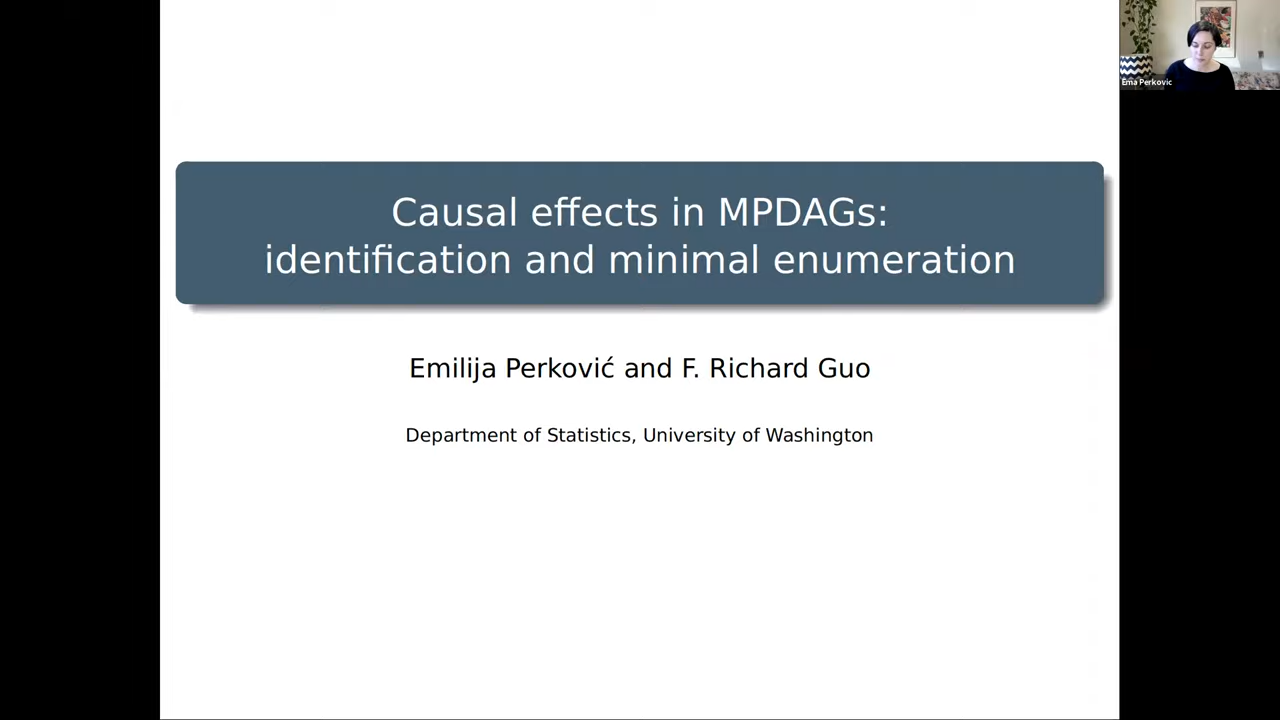 Ema Perkovic
Causal effects in MPDAGs:
identification and minimal enumeration
Emilija Perković and F. Richard Guo
Department of Statistics, University of Washington